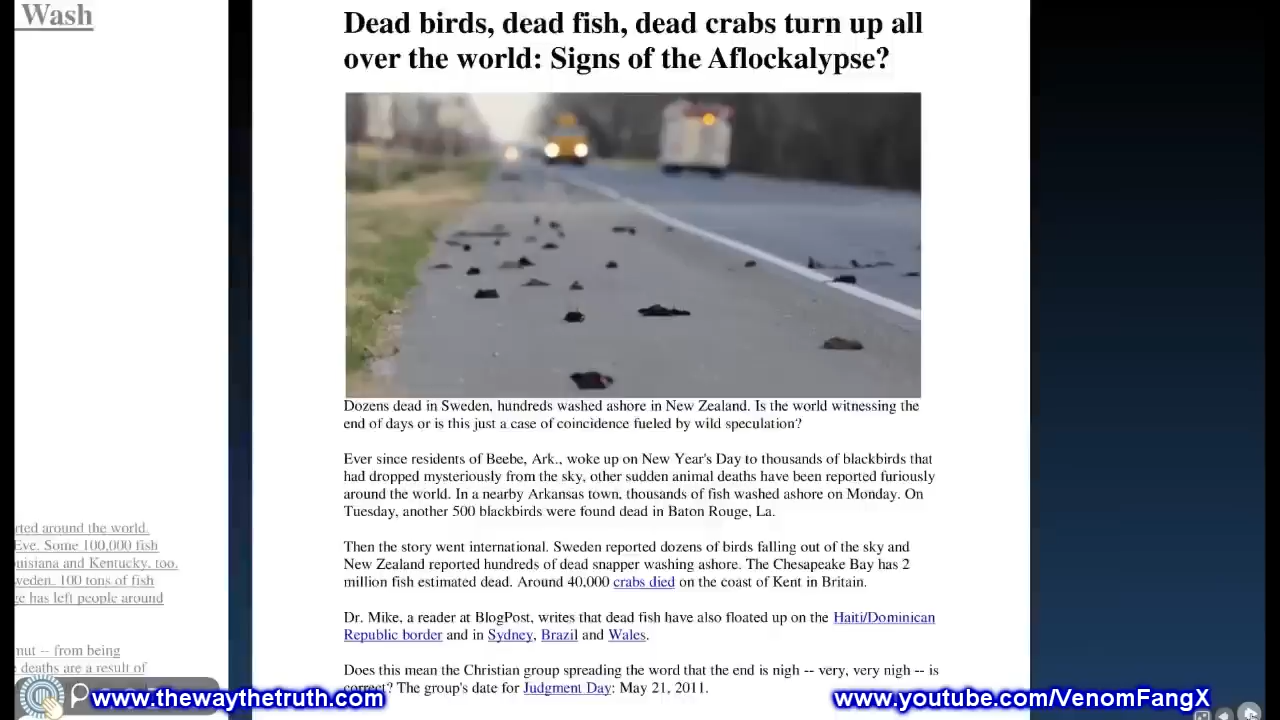 Wash
Dead birds, dead fish, dead crabs turn up all
over the world: Signs of the Aflockalypse?
Dozens dead in Sweden, hundreds washed ashore in New Zealand. Is the world witnessing the
end of days or is this just a case of coincidence fueled by wild speculation?
Ever since residents of Beebe, Ark., woke up on New Year's Day to thousands of blackbirds that
had dropped mysteriously from the sky, other sudden animal deaths have been reported furiously
around the world. In a nearby Arkansas town, thousands of fish washed ashore on Monday. On
Tuesday, another 500 blackbirds were found dead in Baton Rouge, La.
Then the story went international. Sweden reported dozens of birds falling out of the sky and
New Zealand reported hundreds of dead snapper washing ashore. The Chesapeake Bay has 2
million fish estimated dead. Around 40,000 crabs died on the coast of Kent in Britain.
Dr. Mike, a reader at BlogPost, writes that dead fish have also floated up on the Haiti/Dominican
Republic border and in Sydney, Brazil and Wales.
Does this mean the Christian group spreading the word that the end is nigh -- very, very nigh -- is
correct? The group's date for Judgment Day: May 21, 2011.
rted around the world.
Eve. Some 100,000 fish
ouisiana and Kentucky, too.
weden. 100 tons of fish
ge has left people around
nut -- from being
e deaths are a result of
www.thewaythetruth.com
www.youtube.com/VenomFangX